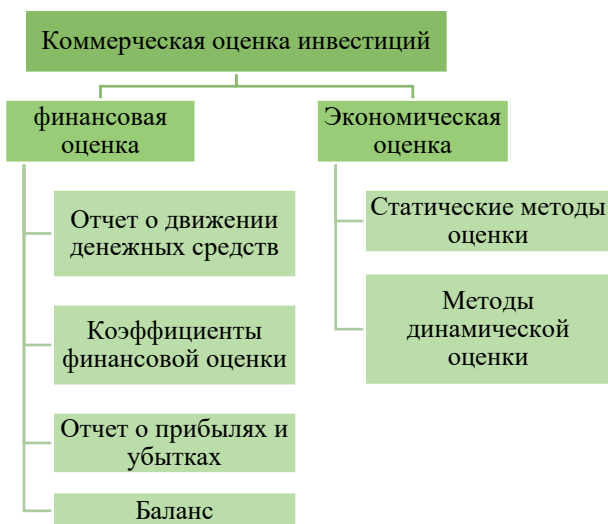 Коммерческая оценка инвестиций
финансовая
оценка
Отчет о движении
денежных средств
Коэффициенты
финансовой оценки
Отчет о прибылях и
убытках
Баланс
Экономическая
оценка
Статические методы
оценки
Методы
динамической
оценки